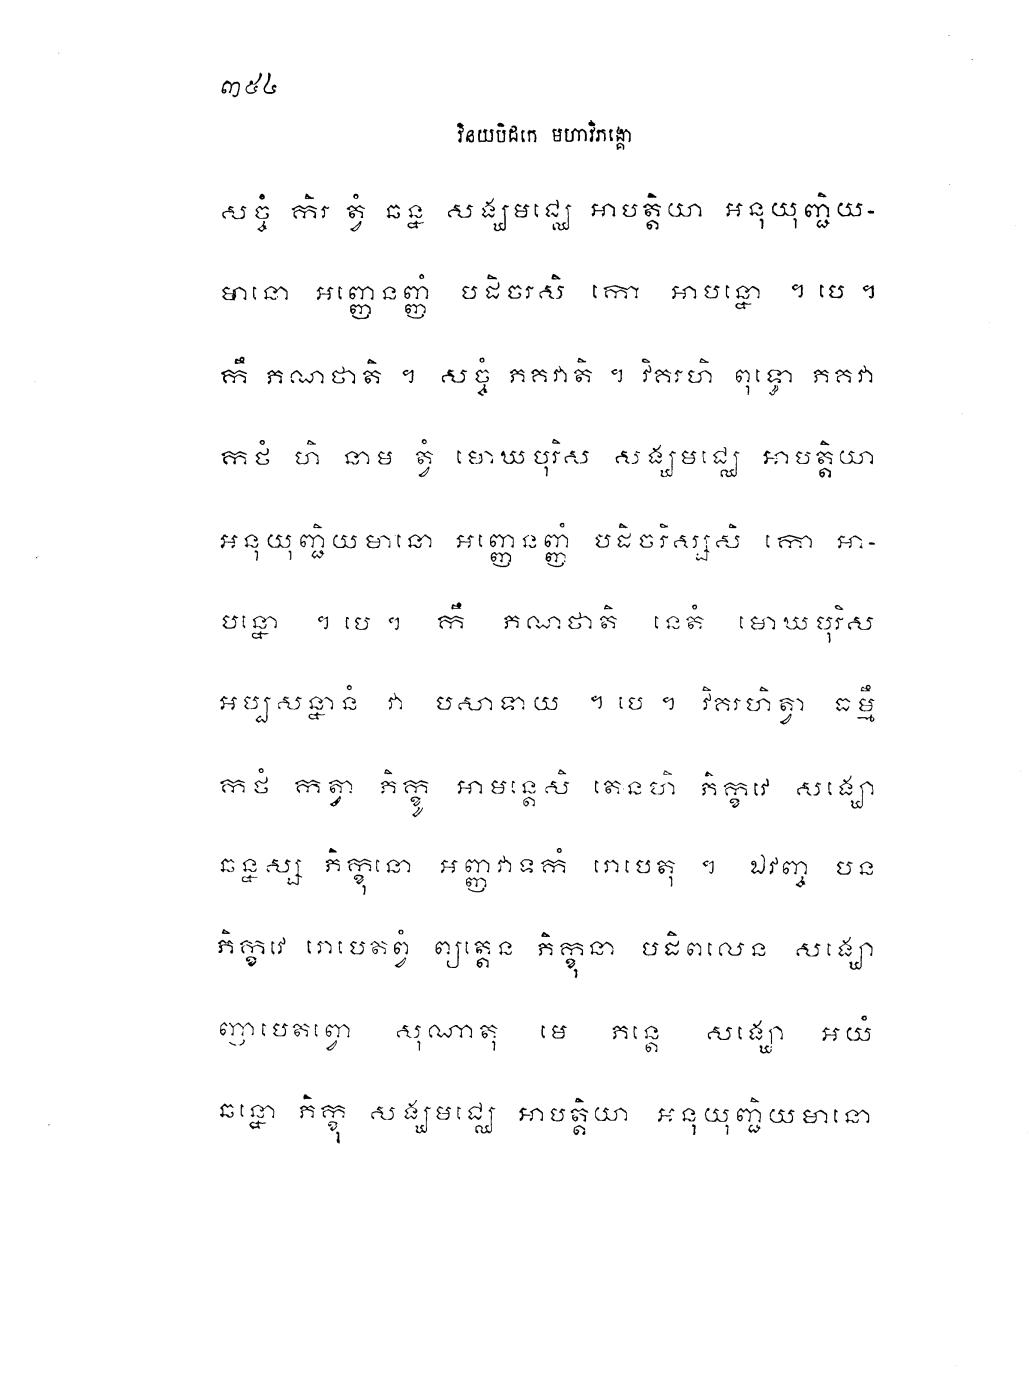 ៣៥៤
វិនយបិដកេ មហាវិភង្គោ
សច្ចំ កិរ ត្វំ ឆន្ន សង្ឃមជ្ឈេ អាបត្តិយា អនុយុញ្ជិយ-
មានោ អញ្ញេនញ្ញំ បដិចរសិ កោ អាបន្នោ ។ បេ ។
កឹ ភណថាតិ ។ សច្ចំ ភគវាតិ ។ វិគរហិ ពុទ្ធោ ភគវា
កថំ ហិ នាម ត្វំ មោឃបុរិស សង្ឃមជ្ឈេ អាបត្តិយា
អនុយុញ្ជិយមានោ អញ្ញេនញ្ញំ បដិចរិស្សសិ កោ អា-
បន្នោ ។ បេ ។ កឹ ភណថាតិ នេតំ មោឃបុរិស
អប្បសន្នានំ វា បសាទាយ ។ បេ ។ វិគរហិត្វា ធម្មឹ
កថំ កត្វា ភិក្ខូ អាមន្តេសិ តេនហិ ភិក្ខវេ សង្ឃោ
ឆន្នស្ស ភិក្ខុនោ អញ្ញវាទកំ រោបេតុ ។ ឯវញ្ច បន
ភិក្ខវេ រោបេតព្វំ ព្យត្តេន ភិក្ខុនា បដិពលេន សង្ឃោ
ញាបេតព្វោ សុណាតុ មេ ភន្តេ សង្ឃោ អយំ
ឆន្នោ ភិក្ខុ សង្ឃមជ្ឈេ អាបត្តិយា អនុយុញ្ជិយមានោ